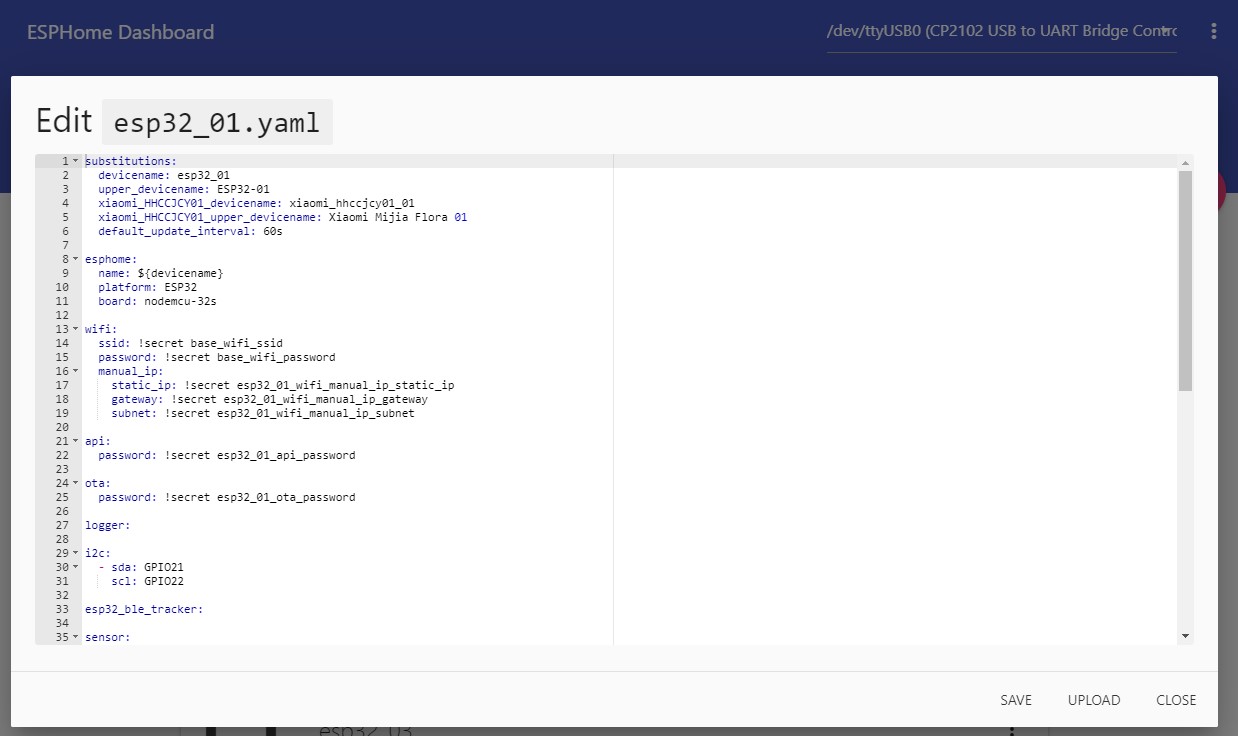 ESPHome Dashboard
/dev/ttyUSB0 (CP2102 USB to UART Bridge Contro
Edit esp32_01.yaml
1 substitutions:
2 devicename: esp32_01
3 upper_devicename: ESP32-01
4 xiaomi_HHCCJCY01_devicename: xiaomi_hhccjcy01_01
5 xiaomi_HHCCJCY01_upper_devicename: Xiaomi Mijia Flora 01
6 default_update_interval: 60s
7
8 esphome:
9 name: ${devicename}
10 platform: ESP32
11 board: nodemcu-32s
12
13 wifi:
14 ssid: !secret base_wifi_ssid
15 password: !secret base_wifi_password
16 manual_ip:
17 static_ip: !secret esp32_01_wifi_manual_ip_static_ip
18 gateway: !secret esp32_01_wifi_manual_ip_gateway
19 subnet: !secret esp32_01_wifi_manual_ip_subnet
20
21 api:
22 password: !secret esp32_01_api_password
23
24 ota:
25 password: !secret esp32_01_ota_password
26
27 logger:
28
29 i2c:
30 - sda: GPIO21
31 scl: GPIO22
32
33 esp32_ble_tracker:
34
35 sensor:
SAVE UPLOAD CLOSE
esp32_03